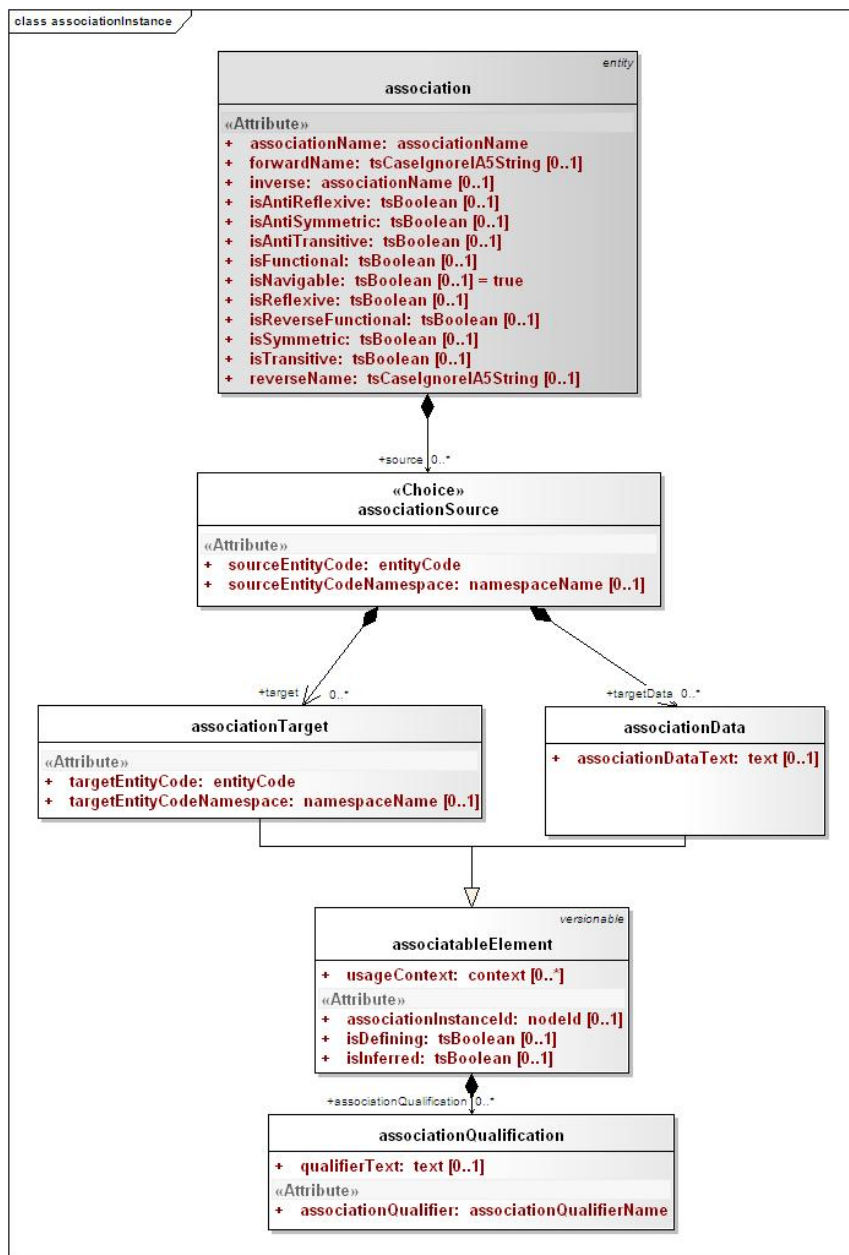 class associationInstance
entity
association
«Attribute»
+ associationName: associationName
+ forwardName: tsCaseIgnoreIA5String [0..1]
+ inverse: associationName [0..1]
+ isAntiReflexive: tsBoolean [0..1]
+ isAntiSymmetric: tsBoolean [0..1]
+ isAntiTransitive: tsBoolean [0..1]
+ isFunctional: tsBoolean [0..1]
+ isNavigable: tsBoolean [0..1] = true
+ isReflexive: tsBoolean [0..1]
+ isReverseFunctional: tsBoolean [0..1]
+ isSymmetric: tsBoolean [0..1]
+ isTransitive: tsBoolean [0..1]
+ reverseName: tsCaseIgnoreIA5String [0..1]
+source 0..*
«Choice»
associationSource
«Attribute»
+ sourceEntityCode: entityCode
+ sourceEntityCodeNamespace: namespaceName [0..1]
+target 0..*
+targetData 0..*
associationTarget
«Attribute»
+ targetEntityCode: entityCode
+ targetEntityCodeNamespace: namespaceName [0..1]
associationData
+ associationDataText: text [0..1]
versionable
associatableElement
+ usageContext: context [0..*]
«Attribute»
+ associationInstanceId: nodeId [0..1]
+ isDefining: tsBoolean [0..1]
+ isInferred: tsBoolean [0..1]
+associationQualification 0..*
associationQualification
+ qualifierText: text [0..1]
«Attribute»
+ associationQualifier: associationQualifierName